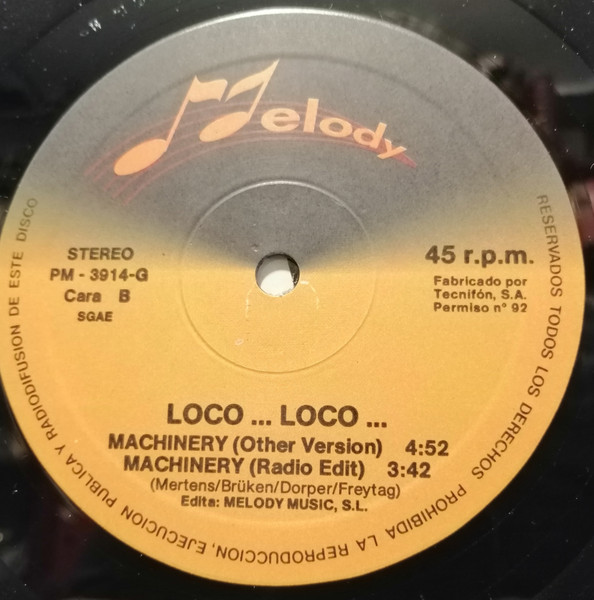 Melody
STEREO
PM - 3914-G
Cara B
SGAE
45 r.p.m.
Fabricado por
Tecnifón, S.A.
Permiso nº 92
LOCO ... LOCO ...
MACHINERY (Other Version) 4:52
MACHINERY (Radio Edit) 3:42
(Mertens/Brüken/Dorper/Freytag)
Edita: MELODY MUSIC, S.L.
RESERVADOS TODOS LOS DERECHOS PROHIBIDA LA REPRODUCCION, EJECUCION PUBLICA Y RADIODIFUSION DE ESTE DISCO